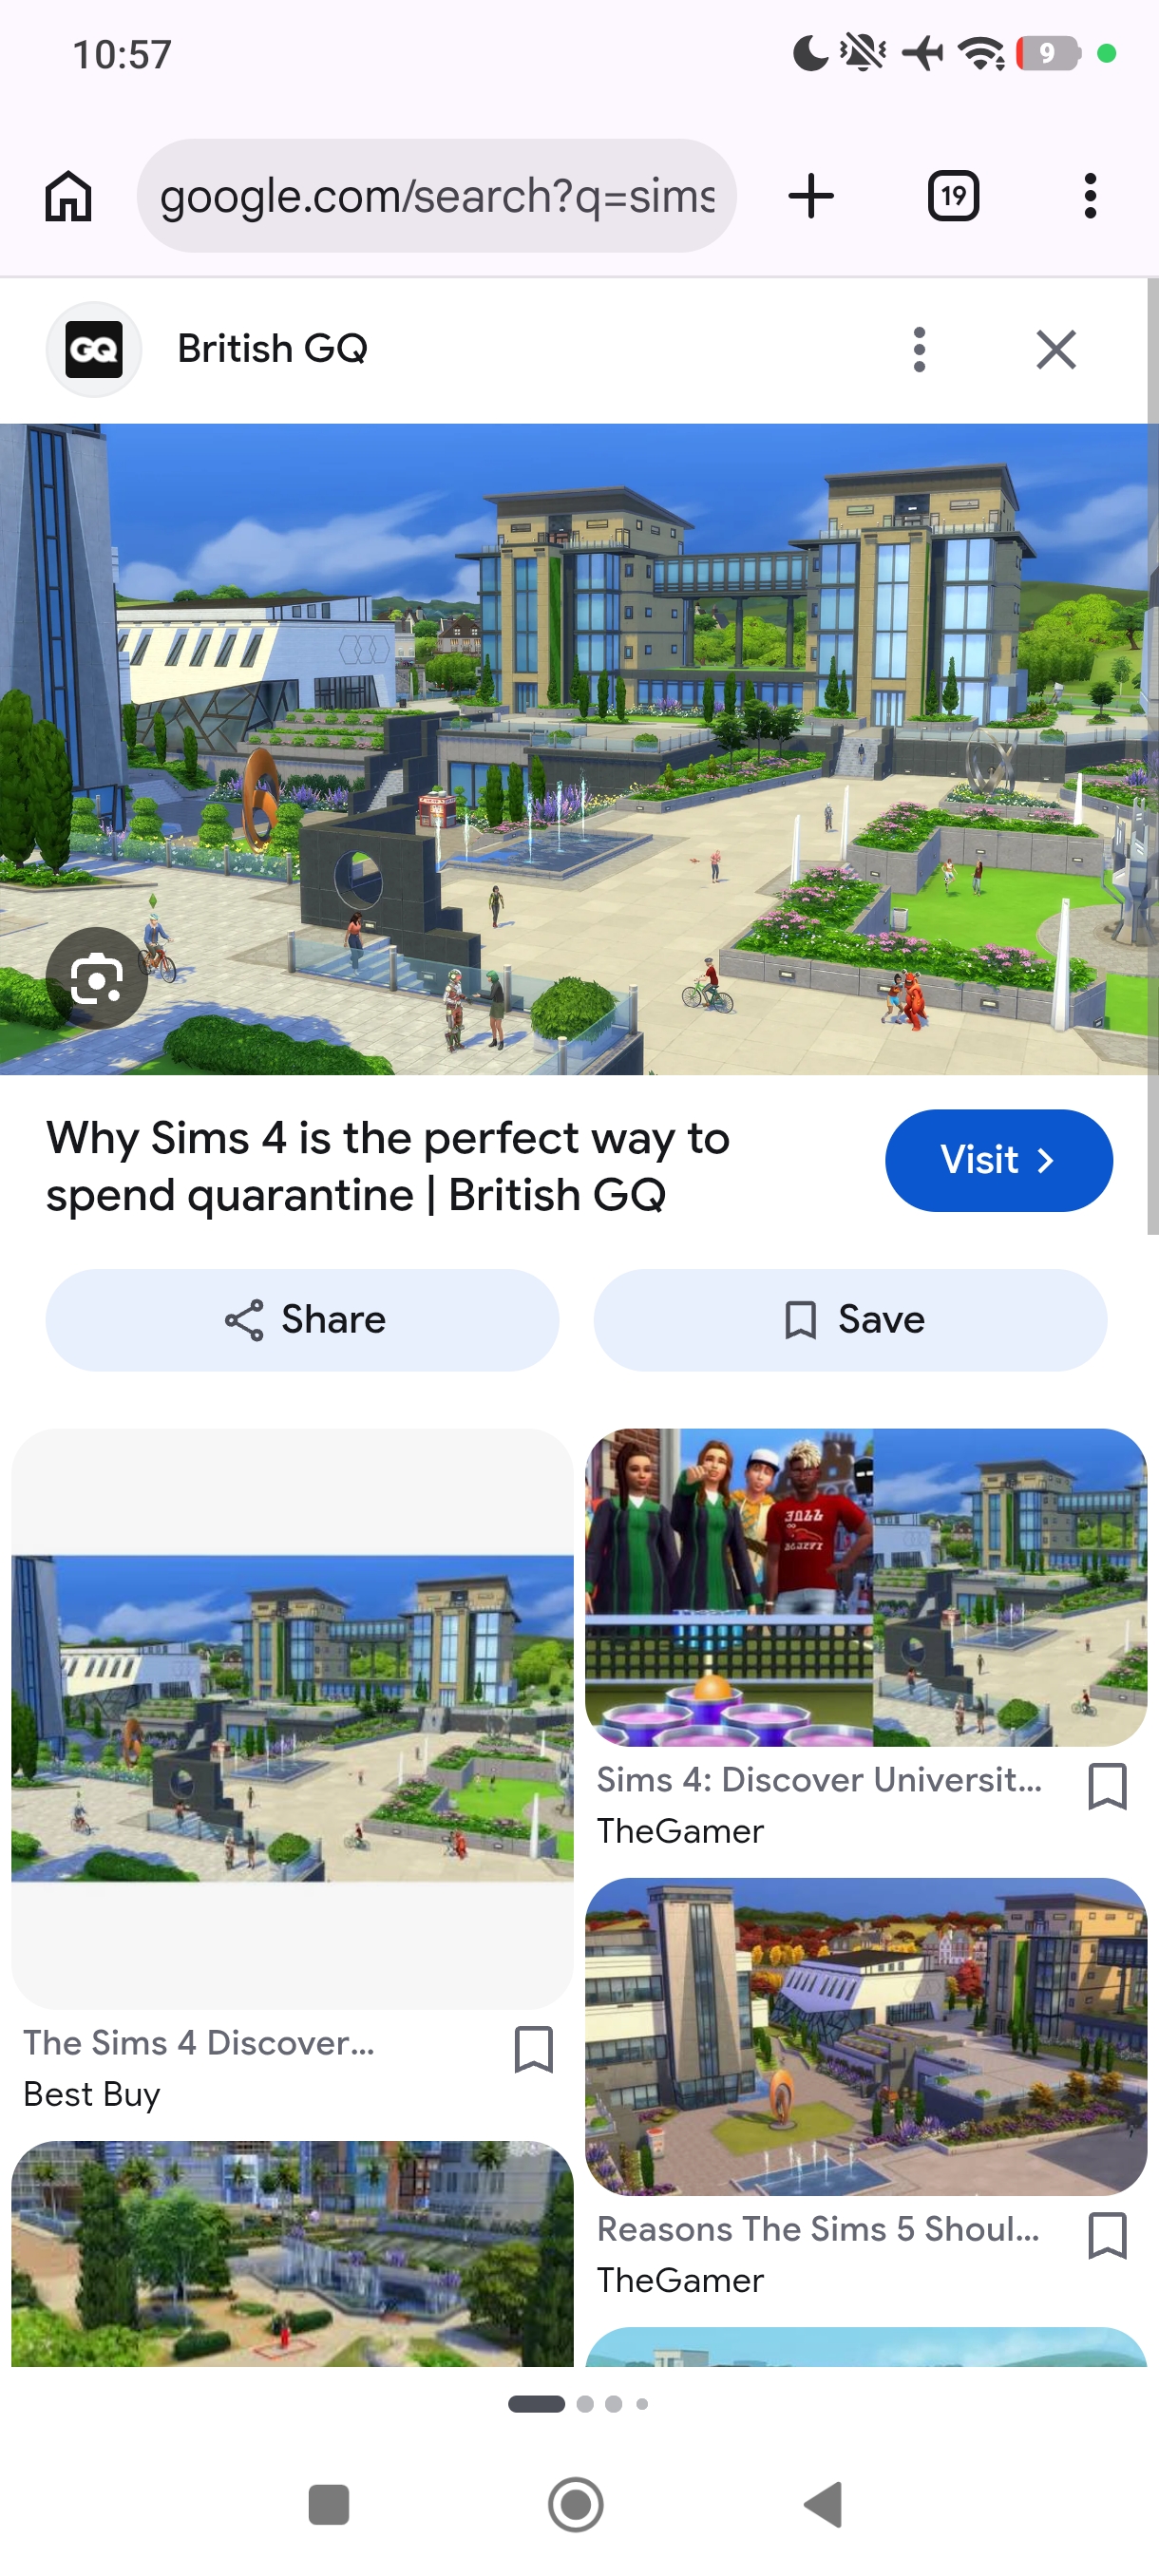 10:57
9
google.com/search?q=sims
19
GQ
British GQ
Why Sims 4 is the perfect way to
spend quarantine | British GQ
Visit
Share
Save
Sims 4: Discover Universit...
TheGamer
The Sims 4 Discover...
Best Buy
Reasons The Sims 5 Shoul...
TheGamer